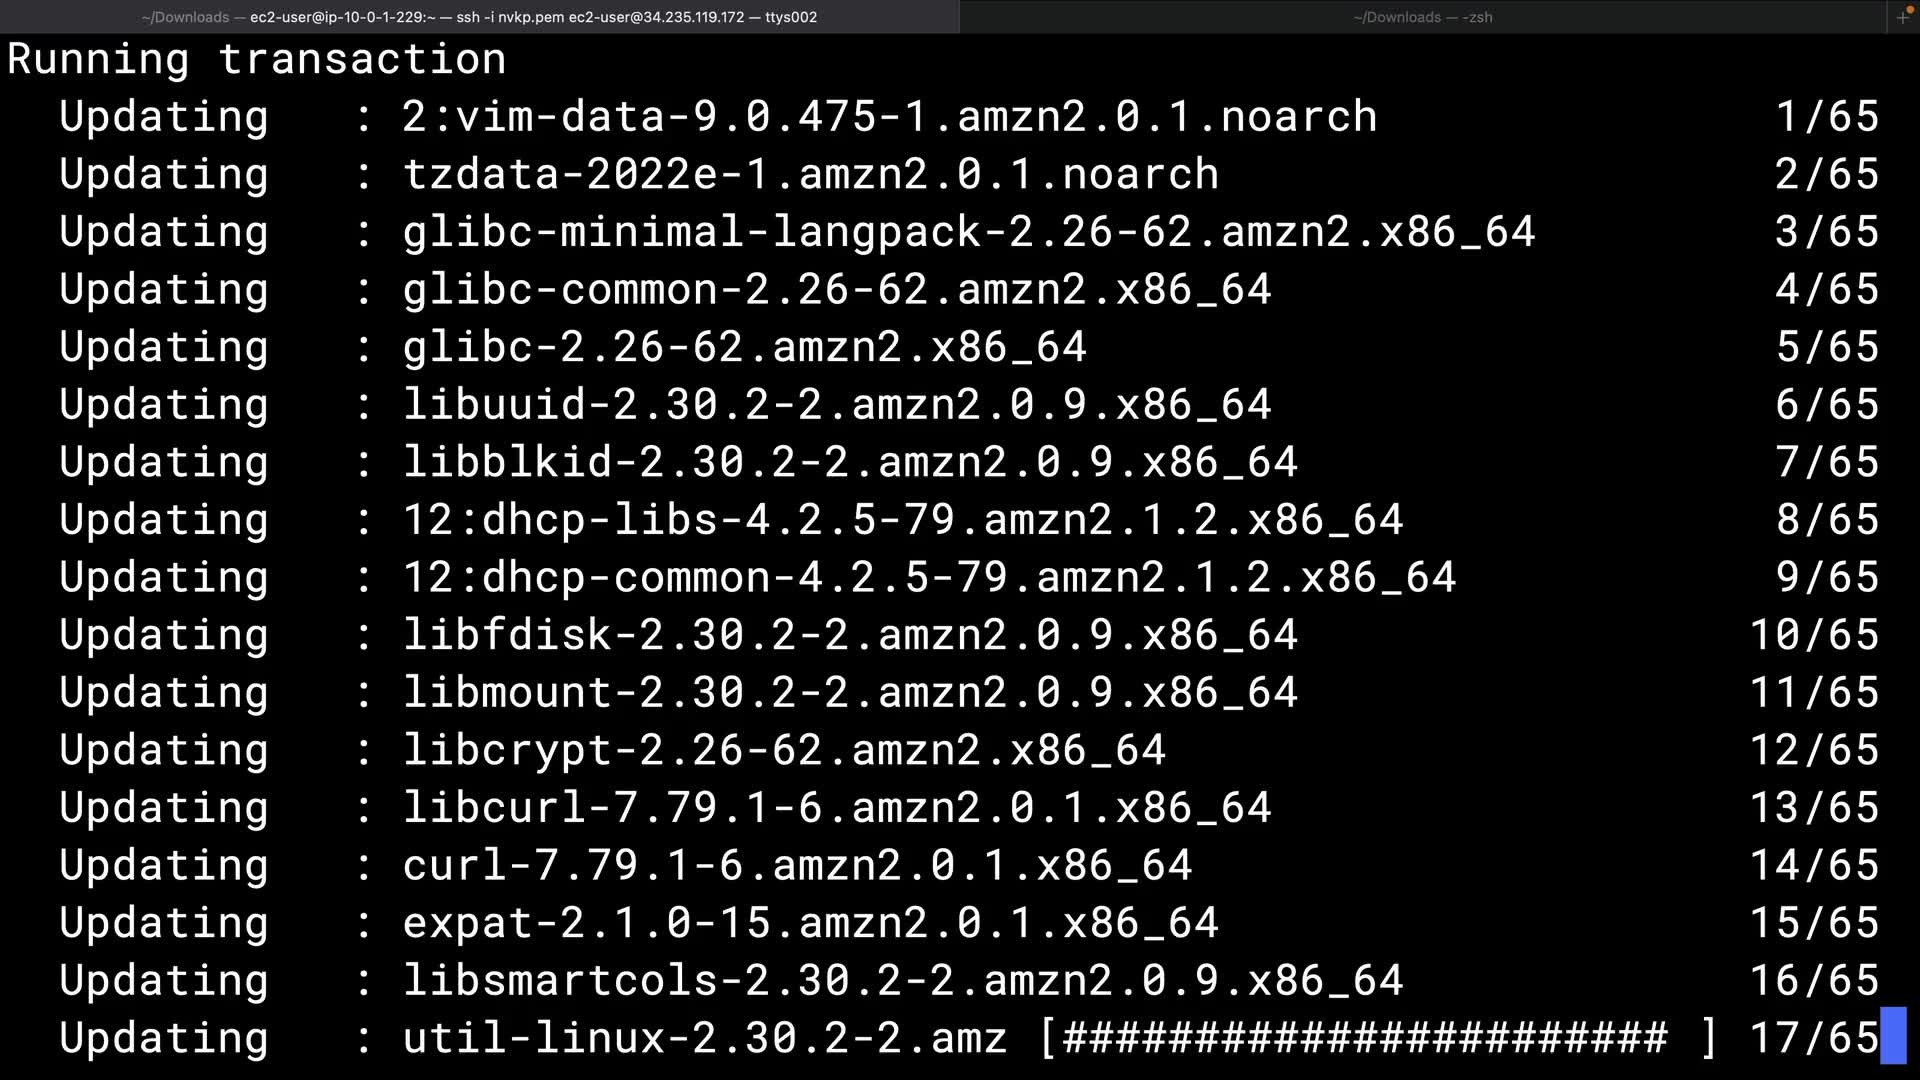 ~/Downloads — ec2-user@ip-10-0-1-229:~ — ssh -i nvkp.pem ec2-user@34.235.119.172 — ttys002 ~/Downloads — -zsh +
Running transaction
Updating : 2:vim-data-9.0.475-1.amzn2.0.1.noarch 1/65
Updating : tzdata-2022e-1.amzn2.0.1.noarch 2/65
Updating : glibc-minimal-langpack-2.26-62.amzn2.x86_64 3/65
Updating : glibc-common-2.26-62.amzn2.x86_64 4/65
Updating : glibc-2.26-62.amzn2.x86_64 5/65
Updating : libuuid-2.30.2-2.amzn2.0.9.x86_64 6/65
Updating : libblkid-2.30.2-2.amzn2.0.9.x86_64 7/65
Updating : 12:dhcp-libs-4.2.5-79.amzn2.1.2.x86_64 8/65
Updating : 12:dhcp-common-4.2.5-79.amzn2.1.2.x86_64 9/65
Updating : libfdisk-2.30.2-2.amzn2.0.9.x86_64 10/65
Updating : libmount-2.30.2-2.amzn2.0.9.x86_64 11/65
Updating : libcrypt-2.26-62.amzn2.x86_64 12/65
Updating : libcurl-7.79.1-6.amzn2.0.1.x86_64 13/65
Updating : curl-7.79.1-6.amzn2.0.1.x86_64 14/65
Updating : expat-2.1.0-15.amzn2.0.1.x86_64 15/65
Updating : libsmartcols-2.30.2-2.amzn2.0.9.x86_64 16/65
Updating : util-linux-2.30.2-2.amz [####################### ] 17/65